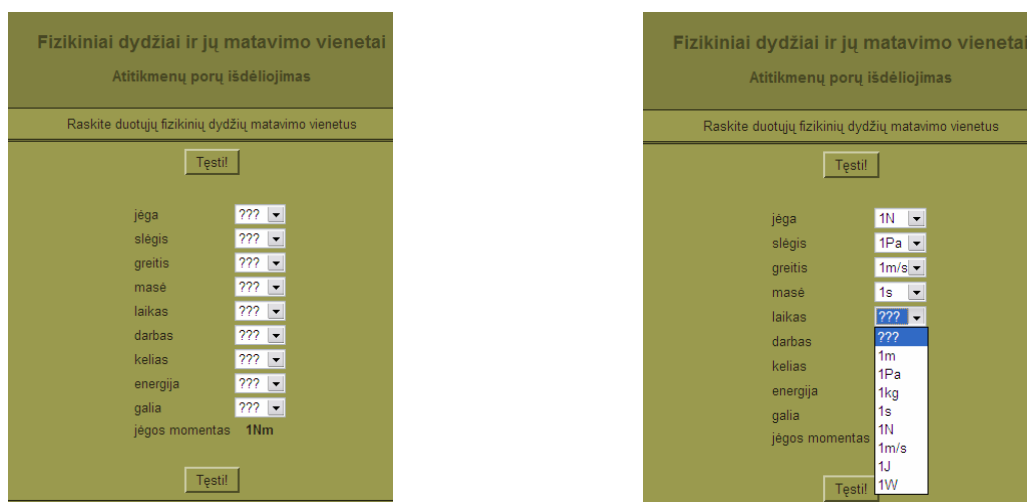 Fizikiniai dydžiai ir jų matavimo vienetai
Atitikmenų porų išdėliojimas
Raskite duotųjų fizikinių dydžių matavimo vienetus
Tęsti!
jėga ???
slėgis ???
greitis ???
masė ???
laikas ???
darbas ???
kelias ???
energija ???
galia ???
jėgos momentas 1Nm
Tęsti!
Fizikiniai dydžiai ir jų matavimo vienetai
Atitikmenų porų išdėliojimas
Raskite duotųjų fizikinių dydžių matavimo vienetus
Tęsti!
jėga 1N
slėgis 1Pa
greitis 1m/s
masė 1s
laikas ???
darbas ???
1m
kelias 1Pa
energija 1kg
1s
galia 1N
jėgos momentas 1m/s
1J
Tęsti! 1W